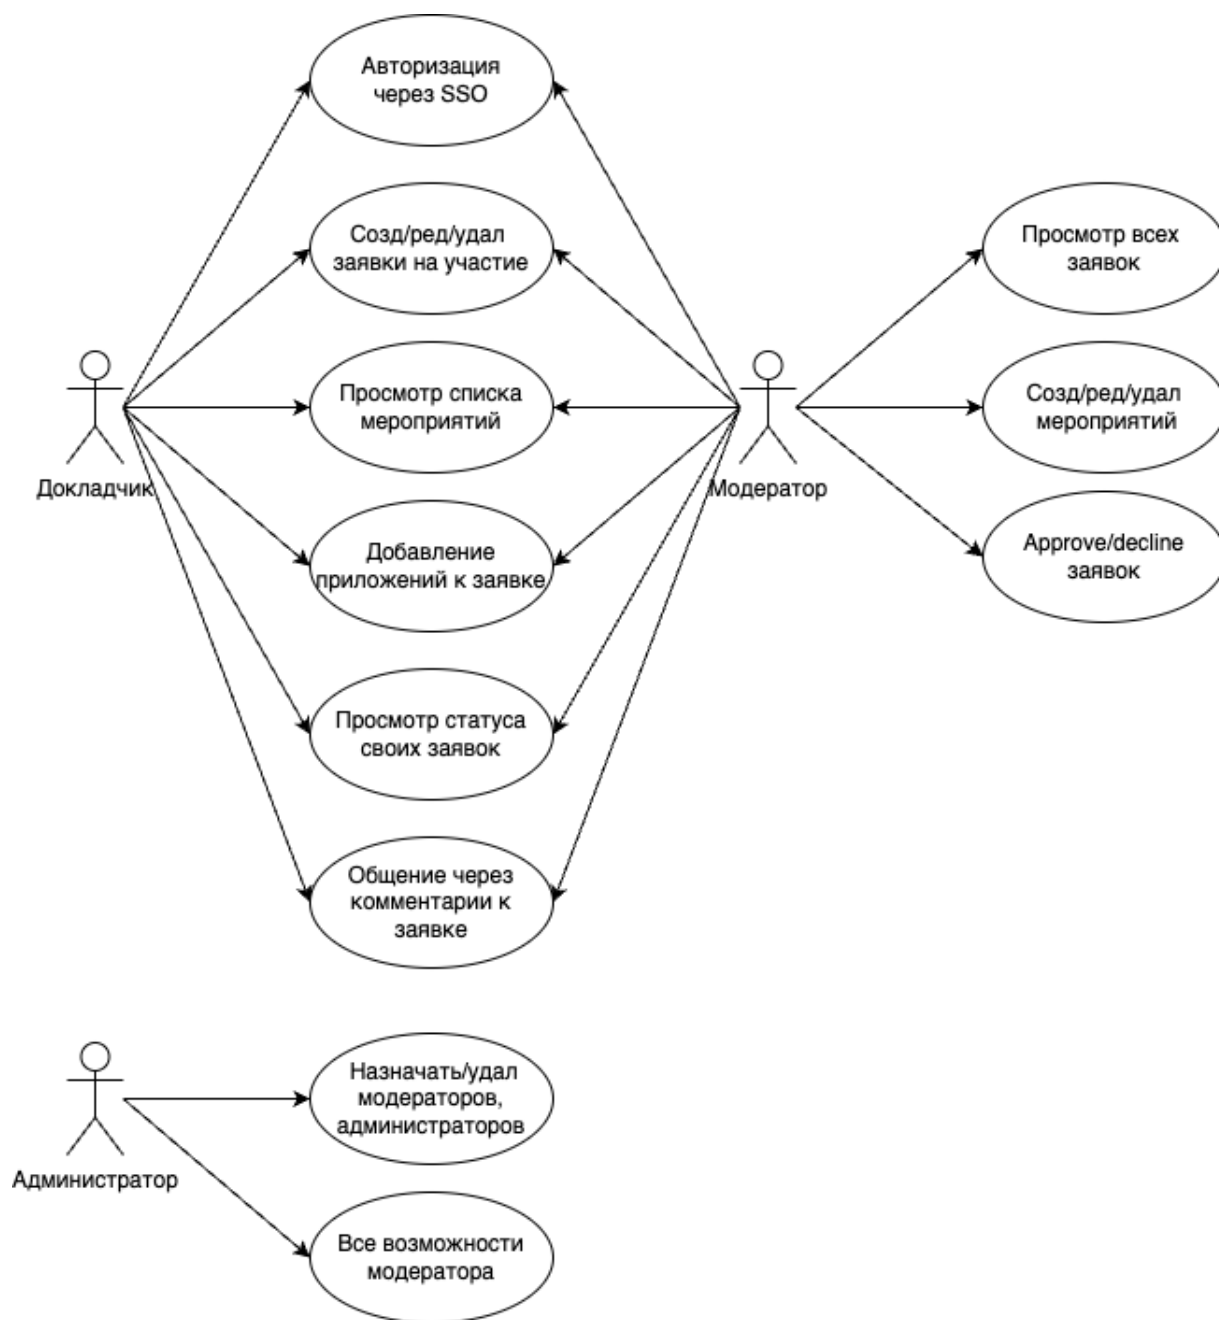 Авторизация
через SSO
Созд/ред/удал
заявки на участие
Просмотр всех
заявок
Просмотр списка
мероприятий
Созд/ред/удал
мероприятий
Докладчик
Модератор
Добавление
приложений к заявке
Approve/decline
заявок
Просмотр статуса
своих заявок
Общение через
комментарии к
заявке
Назначать/удал
модераторов,
администраторов
Администратор
Все возможности
модератора